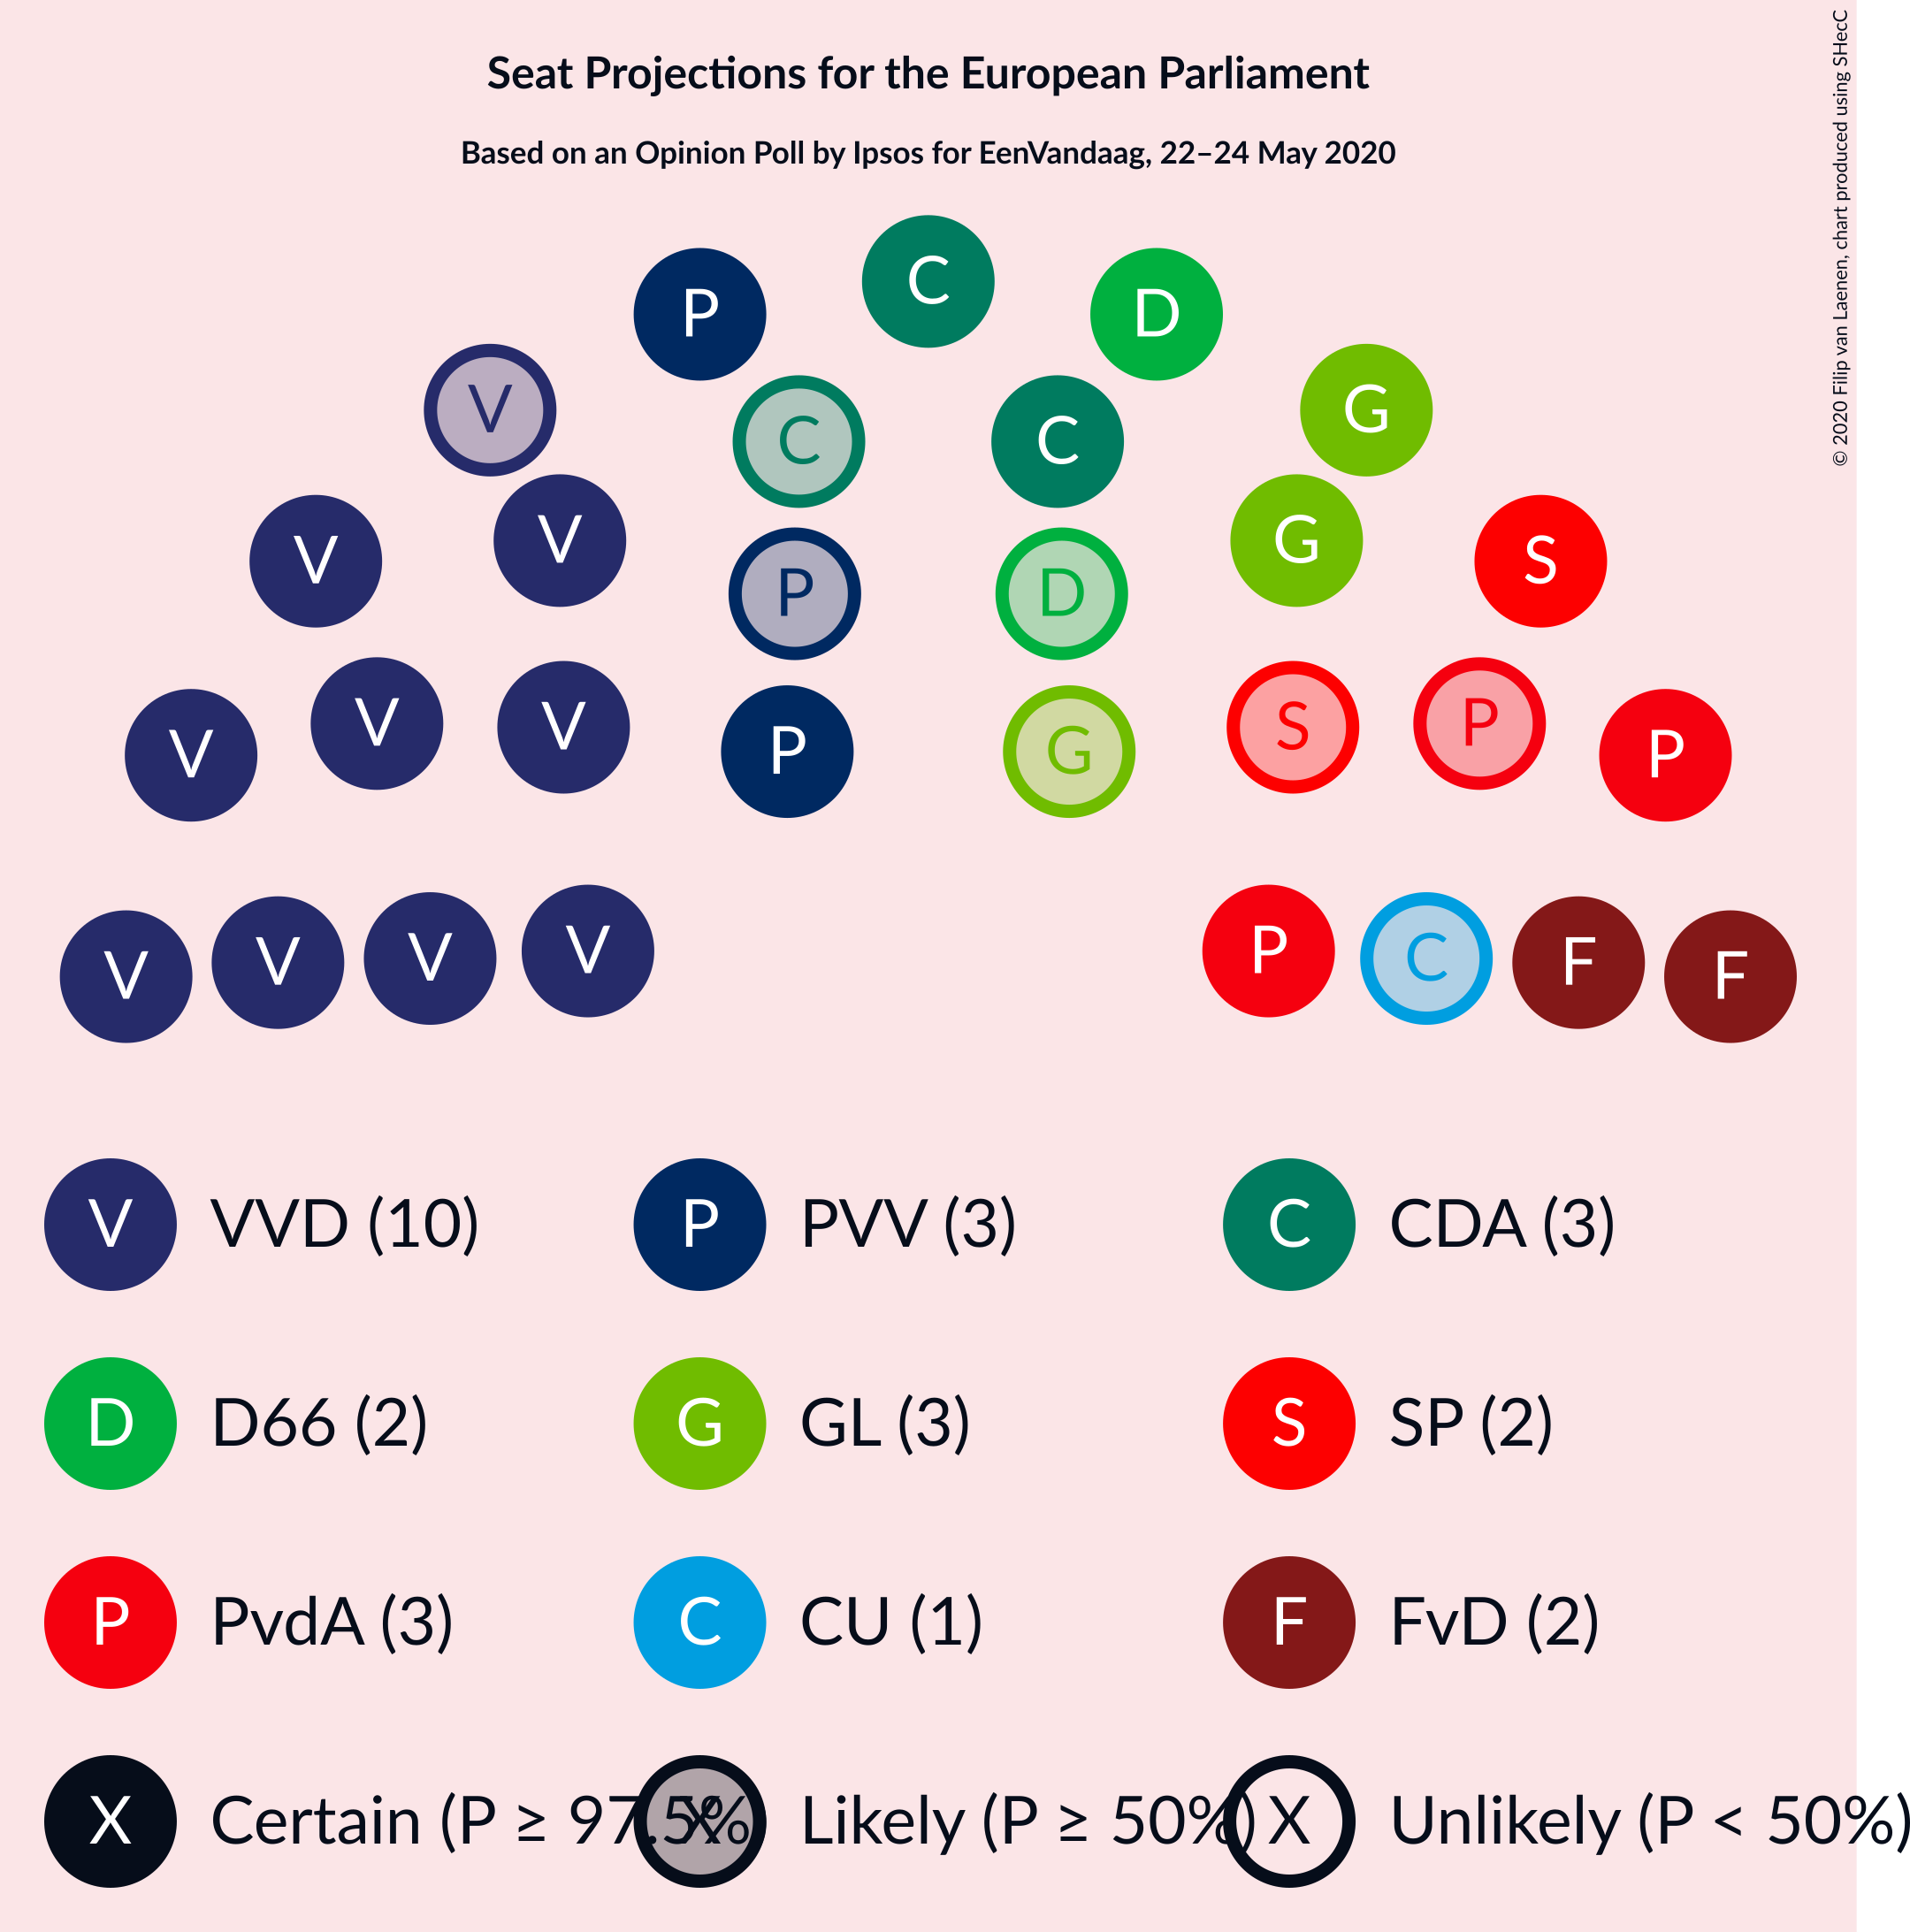 Seat Projections for the European Parliament
Based on an Opinion Poll by Ipsos for EenVandaag, 22–24 May 2020
© 2020 Filip van Laenen, chart produced using SHecC
C
P D
V G
C C
V V G S
P D
V V S P
V P G P
V V V V P C F F
V VVD (10) P PVV (3) C CDA (3)
D D66 (2) G GL (3) S SP (2)
P PvdA (3) C CU (1) F FvD (2)
X Certain (P ≥ 97.5% X Likely (P ≥ 50%) X Unlikely (P < 50%)